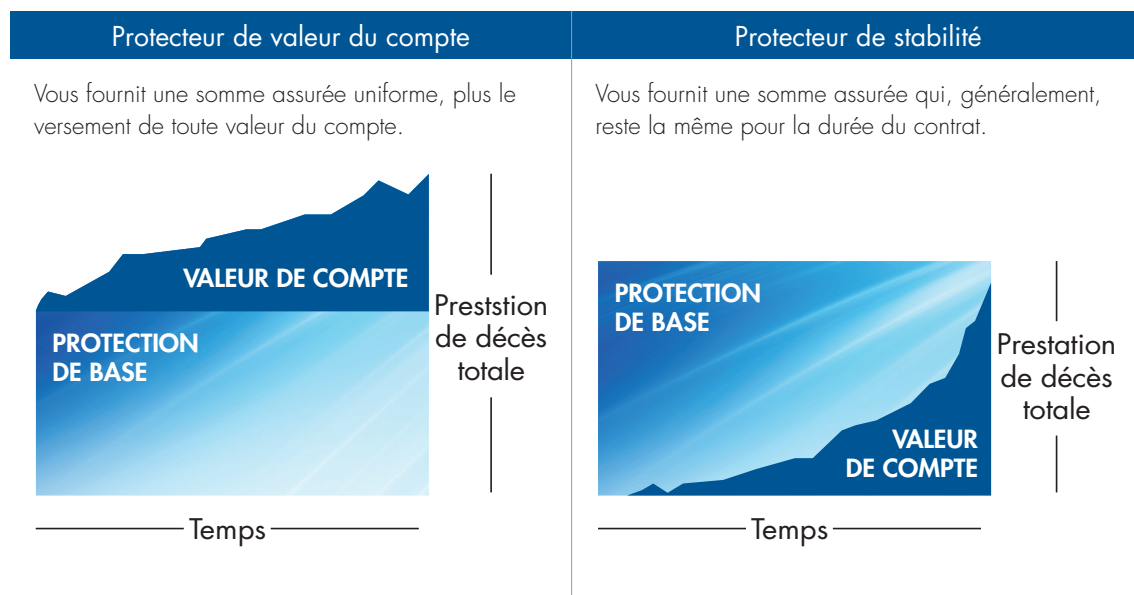 Protecteur de valeur du compte
Vous fournit une somme assurée uniforme, plus le
versement de toute valeur du compte.
VALEUR DE COMPTE
PROTECTION
DE BASE
Preststion
de décès
totale
Temps
Protecteur de stabilité
Vous fournit une somme assurée qui, généralement,
reste la même pour la durée du contrat.
PROTECTION
DE BASE
VALEUR
DE COMPTE
Prestation
de décès
totale
Temps